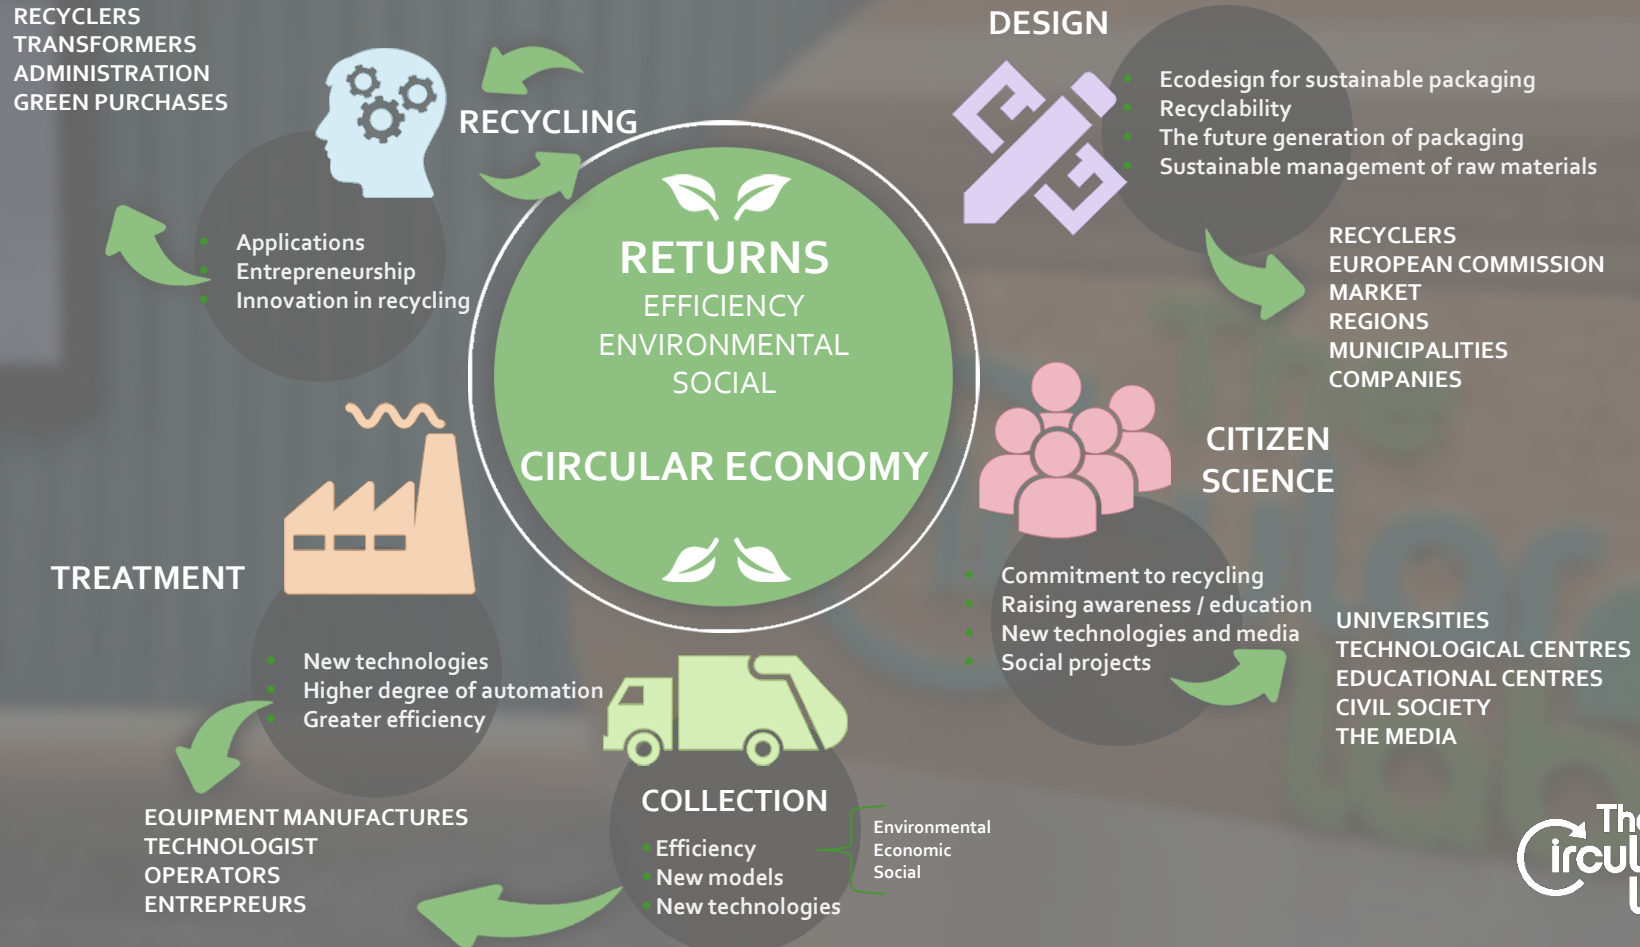 RECYCLERS
TRANSFORMERS
ADMINISTRATION
GREEN PURCHASES
RECYCLING
Applications
Entrepreneurship
Innovation in recycling
DESIGN
Ecodesign for sustainable packaging
Recyclability
The future generation of packaging
Sustainable management of raw materials
RECYCLERS
EUROPEAN COMMISSION
MARKET
REGIONS
MUNICIPALITIES
COMPANIES
RETURNS
EFFICIENCY
ENVIRONMENTAL
SOCIAL
CIRCULAR ECONOMY
CITIZEN
SCIENCE
Commitment to recycling
Raising awareness / education
New technologies and media
Social projects
UNIVERSITIES
TECHNOLOGICAL CENTRES
EDUCATIONAL CENTRES
CIVIL SOCIETY
THE MEDIA
TREATMENT
New technologies
Higher degree of automation
Greater efficiency
EQUIPMENT MANUFACTURES
TECHNOLOGIST
OPERATORS
ENTREPREURS
COLLECTION
Efficiency
New models
New technologies
Environmental
Economic
Social
The